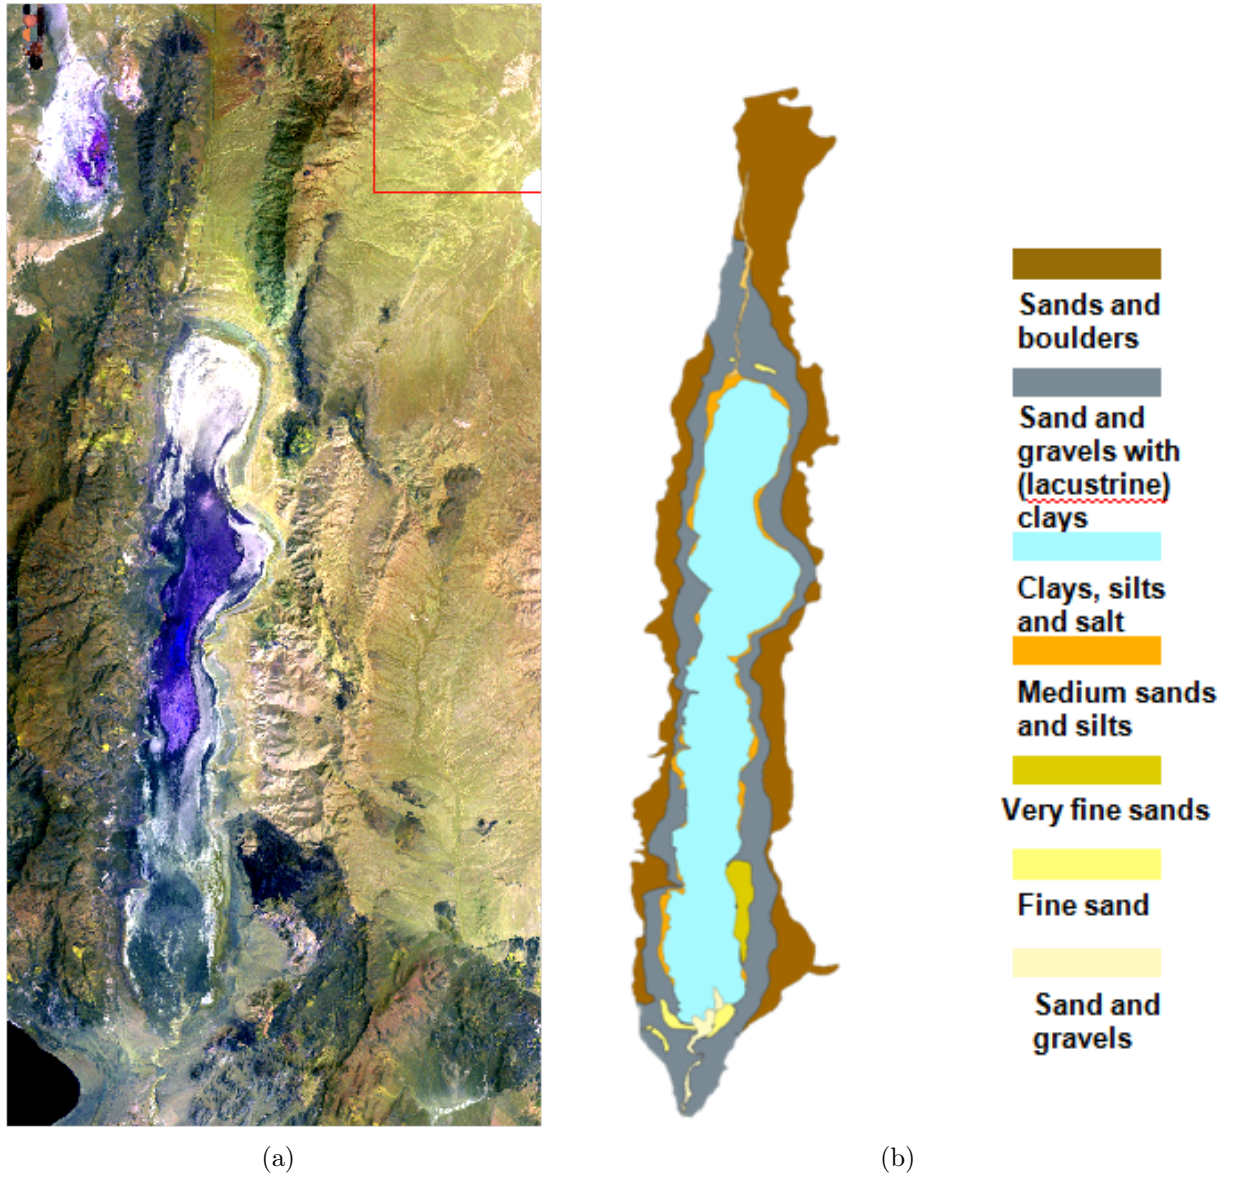 Sands and
boulders
Sand and
gravels with
(lacustrine)
clays
Clays, silts
and salt
Medium sands
and silts
Very fine sands
Fine sand
Sand and
gravels
(a)
(b)